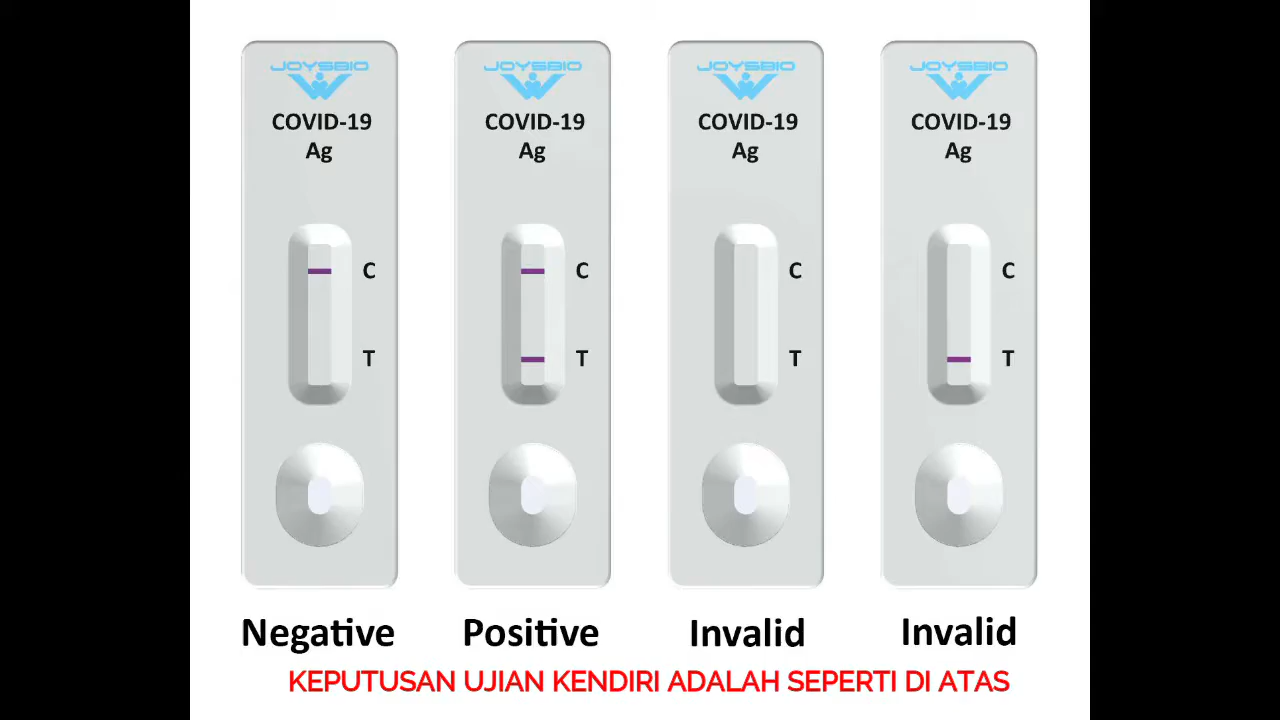 JOYSBIO JOYSBIO JOYSBIO JOYSBIO
COVID-19 COVID-19 COVID-19 COVID-19
Ag Ag Ag Ag
C C C C
T T T T
Negative Positive Invalid Invalid
KEPUTUSAN UJIAN KENDIRI ADALAH SEPERTI DI ATAS